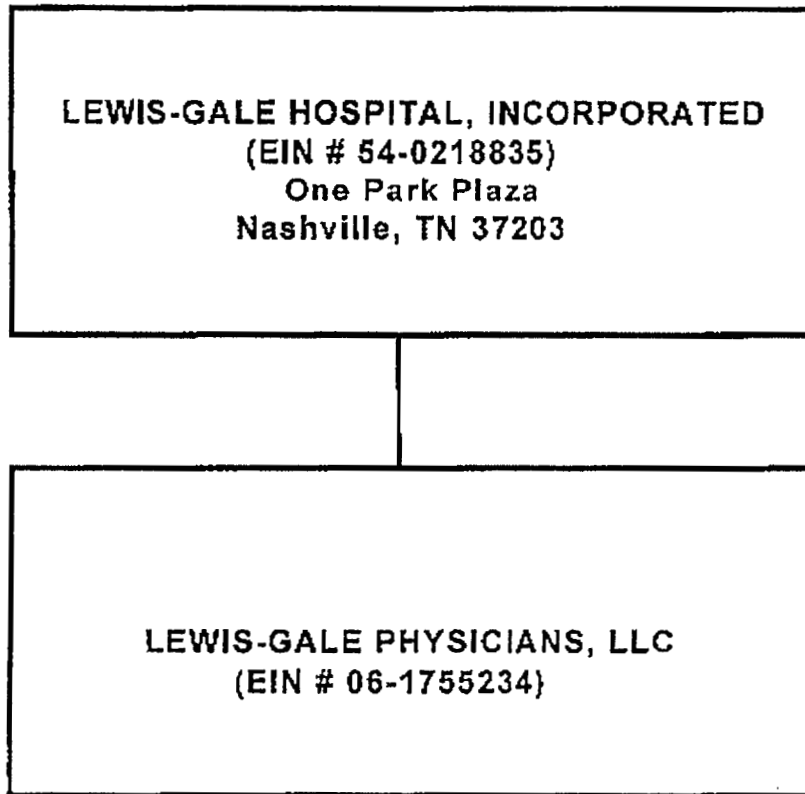 LEWIS-GALE HOSPITAL, INCORPORATED
(EIN # 54-0218835)
One Park Plaza
Nashville, TN 37203
LEWIS-GALE PHYSICIANS, LLC
(EIN # 06-1755234)